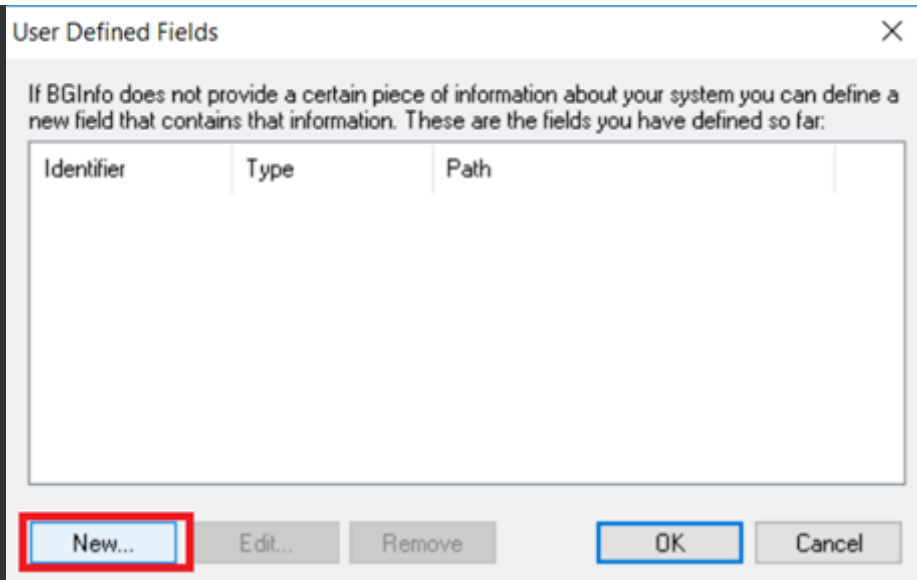 User Defined Fields
If BGInfo does not provide a certain piece of information about your system you can define a
new field that contains that information. These are the fields you have defined so far:
Identifier Type Path
New... Edit... Remove OK Cancel